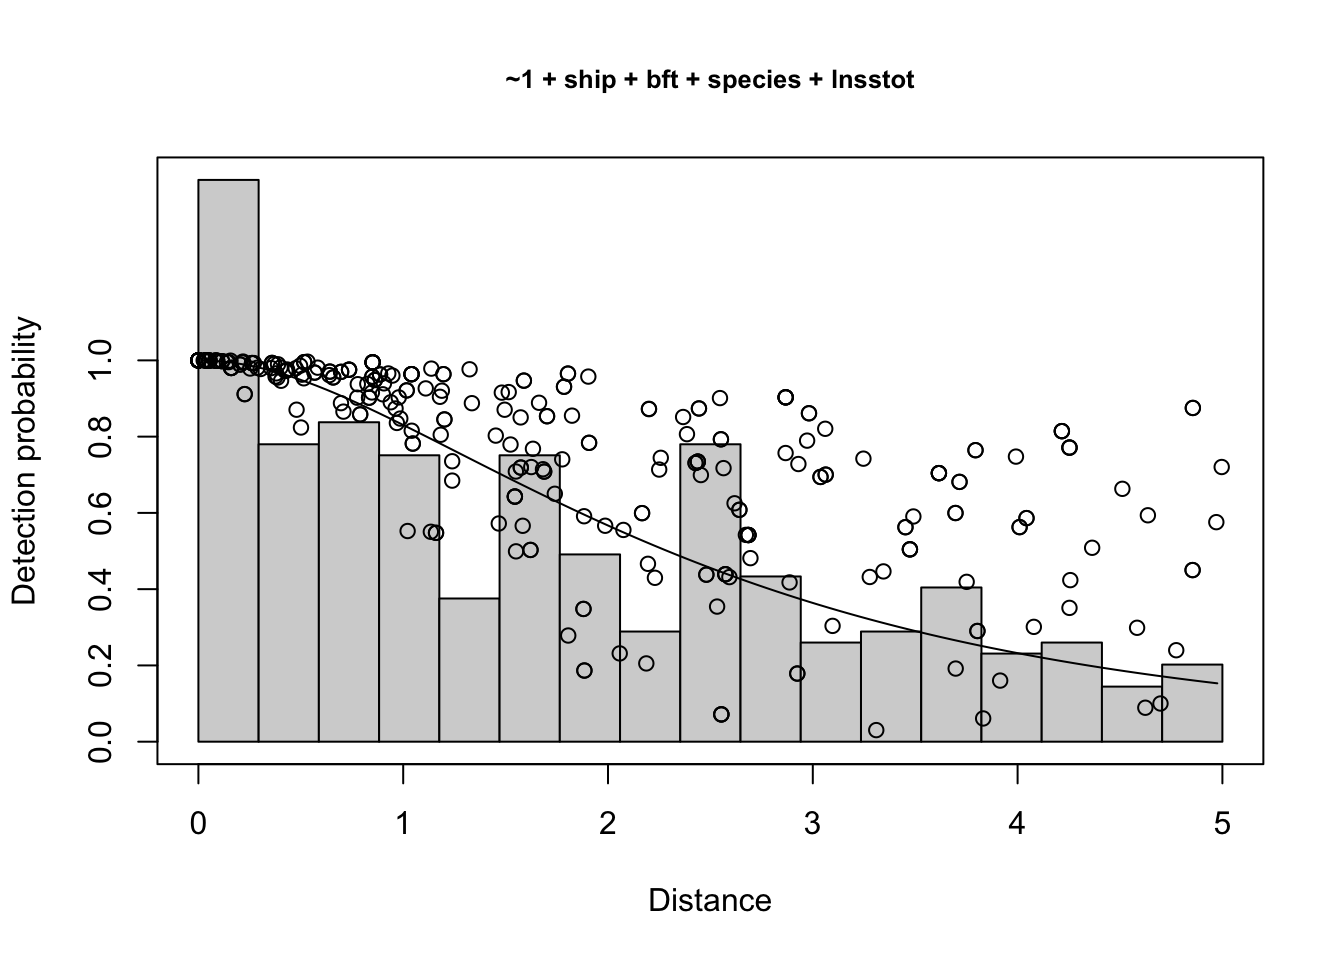 ~1 + ship + bft + species + lnsstot
Detection probability
1.0
0.8
0.6
0.4
0.2
0.0
0 1 2 3 4 5
Distance